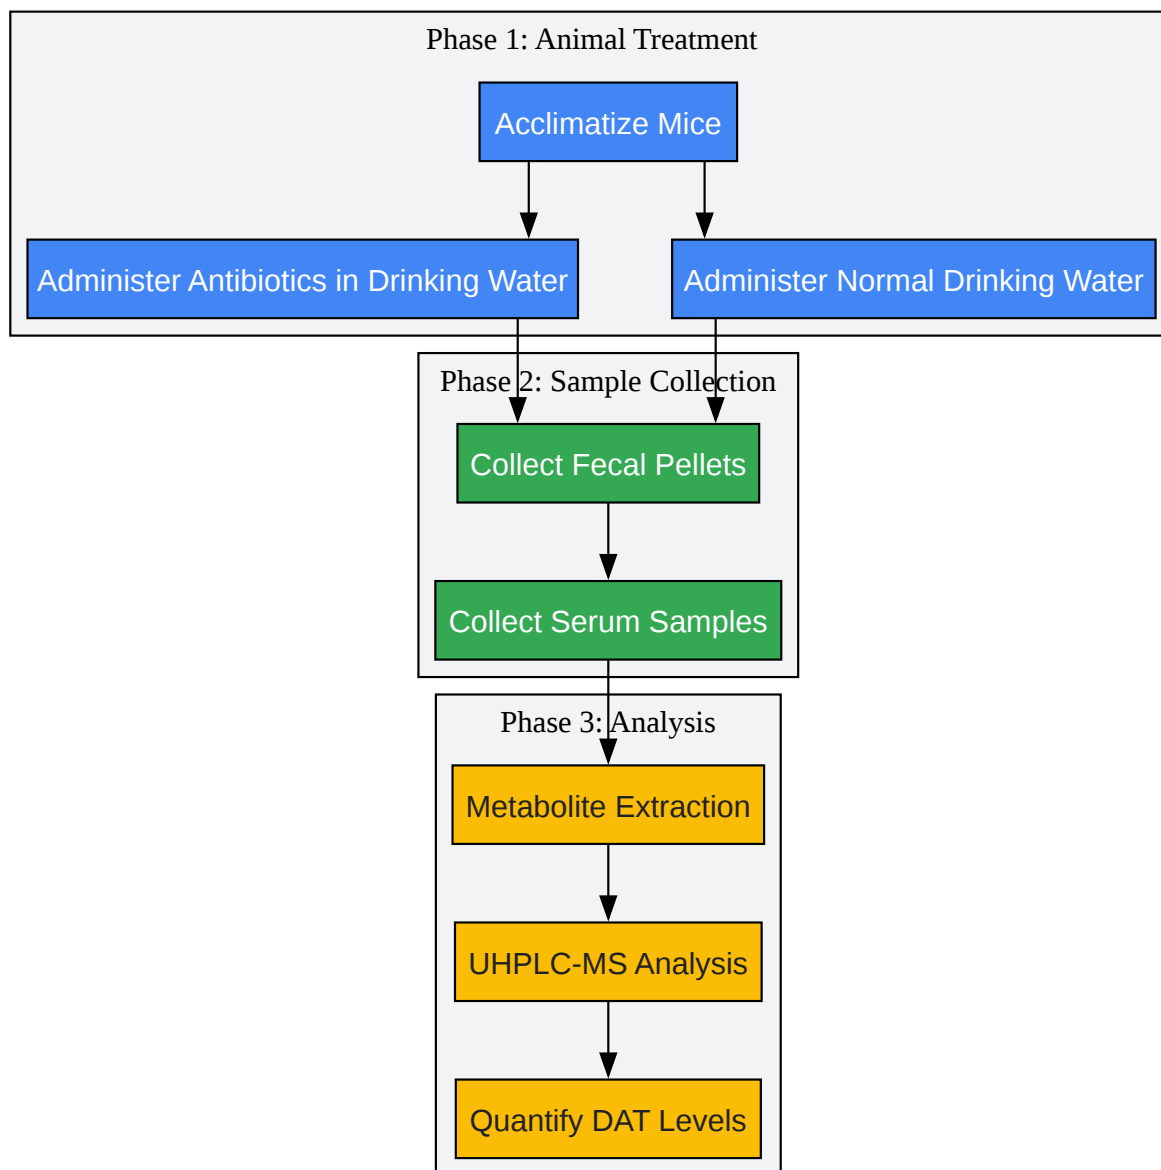 Phase 1: Animal Treatment
Acclimatize Mice
Administer Antibiotics in Drinking Water
Administer Normal Drinking Water
Phase 2: Sample Collection
Collect Fecal Pellets
Collect Serum Samples
Phase 3: Analysis
Metabolite Extraction
UHPLC-MS Analysis
Quantify DAT Levels